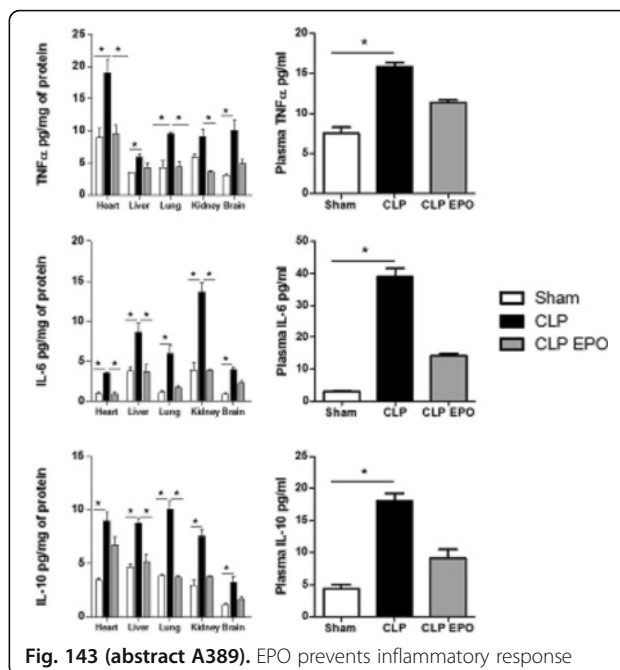 TNFα pg/mg of protein
25
20
15
10
5
0
* * * * * * *
Heart Liver Lung Kidney Brain
Plasma TNFα pg/ml
20
15
10
5
0
*
Sham CLP CLP EPO
IL-6 pg/mg of protein
20
15
10
5
0
* * * * * * * *
Heart Liver Lung Kidney Brain
Plasma IL-6 pg/ml
50
40
30
20
10
0
*
Sham CLP CLP EPO
Sham
CLP
CLP EPO
IL-10 pg/mg of protein
15
10
5
0
* * * * * * *
Heart Liver Lung Kidney Brain
Plasma IL-10 pg/ml
25
20
15
10
5
0
*
Sham CLP CLP EPO
Fig. 143 (abstract A389). EPO prevents inflammatory response